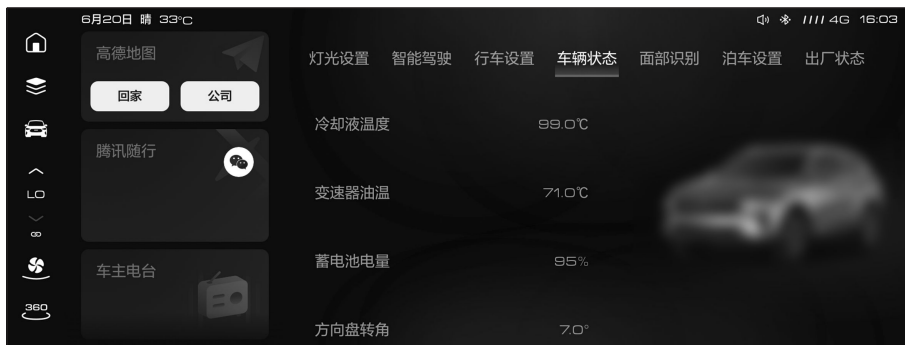 6月20日 晴 33°C
4G 16:03
高德地图
回家 公司
腾讯随行
车主电台
LO
360
灯光设置 智能驾驶 行车设置 车辆状态 面部识别 泊车设置 出厂状态
冷却液温度 99.0℃
变速器油温 71.0℃
蓄电池电量 95%
方向盘转角 7.0°